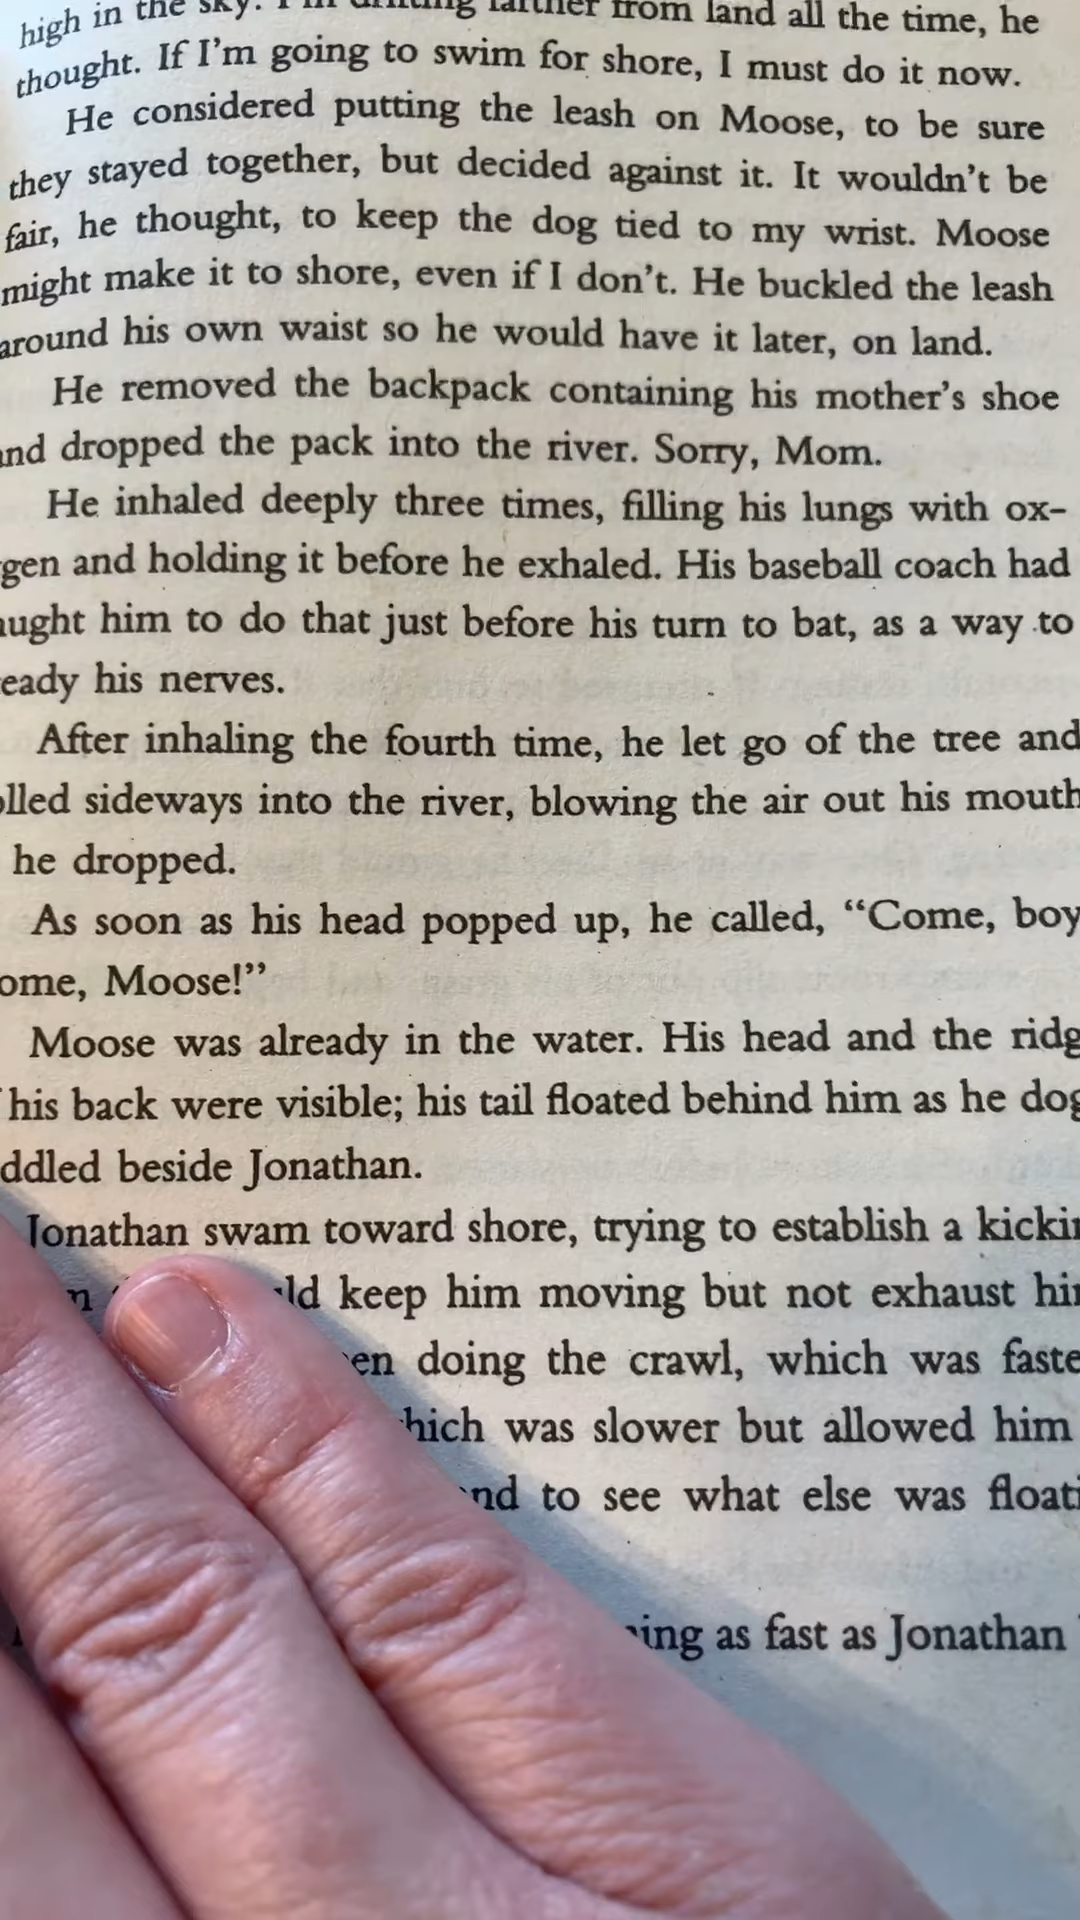 high in the sky. I'm drifting farther from land all the time, he
thought. If I'm going to swim for shore, I must do it now.
He considered putting the leash on Moose, to be sure
they stayed together, but decided against it. It wouldn't be
fair, he thought, to keep the dog tied to my wrist. Moose
might make it to shore, even if I don't. He buckled the leash
around his own waist so he would have it later, on land.
He removed the backpack containing his mother's shoe
and dropped the pack into the river. Sorry, Mom.
He inhaled deeply three times, filling his lungs with ox-
gen and holding it before he exhaled. His baseball coach had
aught him to do that just before his turn to bat, as a way to
eady his nerves.
After inhaling the fourth time, he let go of the tree and
olled sideways into the river, blowing the air out his mouth
he dropped.
As soon as his head popped up, he called, “Come, boy
ome, Moose!”
Moose was already in the water. His head and the ridg
his back were visible; his tail floated behind him as he dog
ddled beside Jonathan.
Jonathan swam toward shore, trying to establish a kickin
ld keep him moving but not exhaust him
en doing the crawl, which was faste
hich was slower but allowed him
nd to see what else was floati
ing as fast as Jonathan